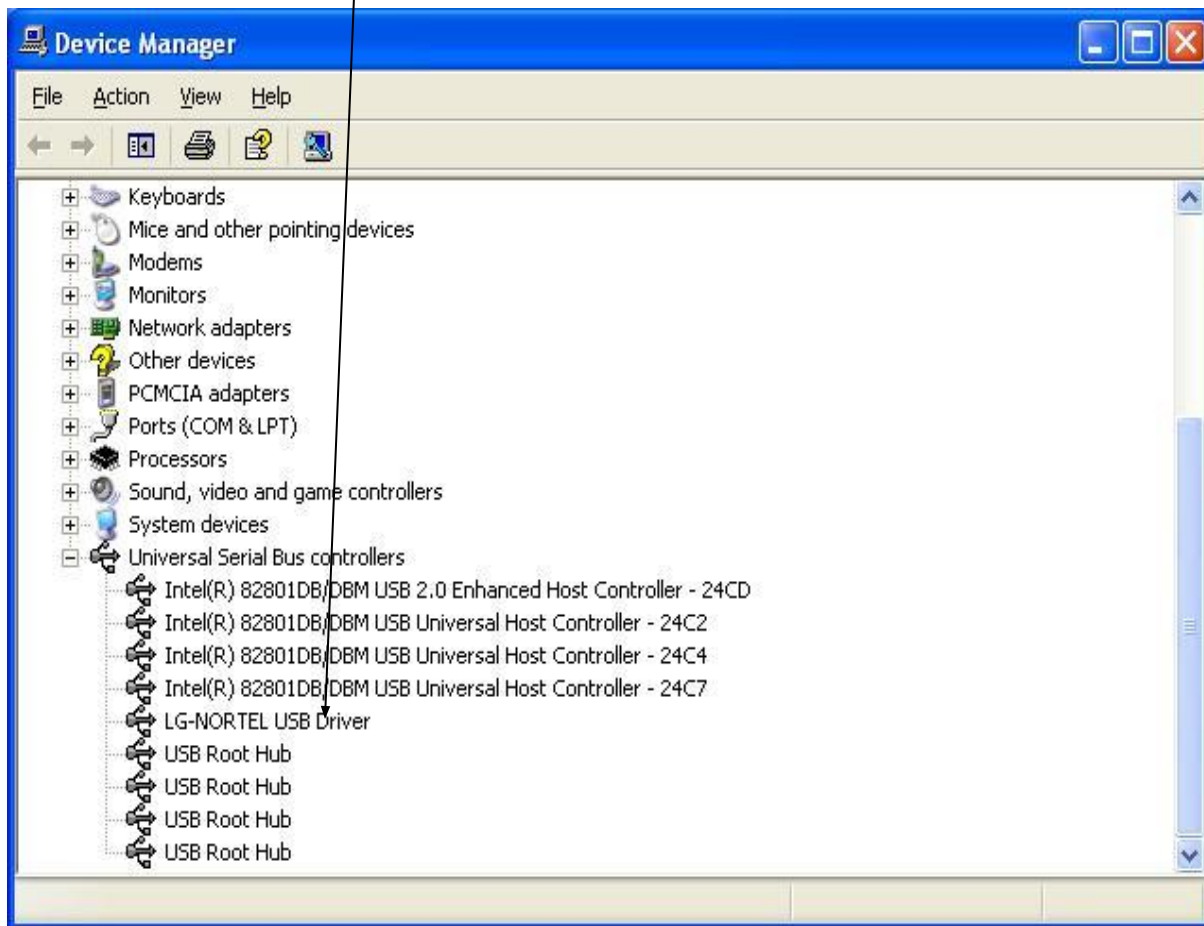 Device Manager
File Action View Help
Keyboards
Mice and other pointing devices
Modems
Monitors
Network adapters
Other devices
PCMCIA adapters
Ports (COM & LPT)
Processors
Sound, video and game controllers
System devices
Universal Serial Bus controllers
Intel(R) 82801DB/DBM USB 2.0 Enhanced Host Controller - 24CD
Intel(R) 82801DB/DBM USB Universal Host Controller - 24C2
Intel(R) 82801DB/DBM USB Universal Host Controller - 24C4
Intel(R) 82801DB/DBM USB Universal Host Controller - 24C7
LG-NORTEL USB Driver
USB Root Hub
USB Root Hub
USB Root Hub
USB Root Hub